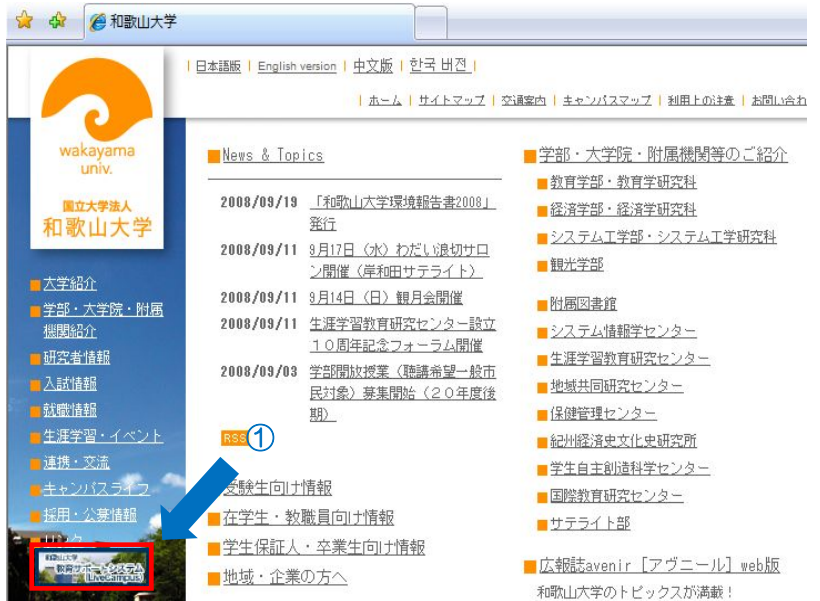 和歌山大学
| 日本語版 | English version | 中文版 | 한국 버전 |
| ホーム | サイトマップ | 交通案内 | キャンパスマップ | 利用上の注意 | お問い合わ
wakayama
univ.
国立大学法人
和歌山大学
■大学紹介
■学部・大学院・附属
機関紹介
■研究者情報
■入試情報
■就職情報
■生涯学習・イベント
■連携・交流
■キャンパスライフ
■採用・公募情報
リンク
和歌山大学
教育サポートシステム
(LiveCampus)
■News & Topics
2008/09/19 「和歌山大学環境報告書2008」
発行
2008/09/11 9月17日(水)わだい浪切サロ
ン開催(岸和田サテライト)
2008/09/11 9月14日(日)観月会開催
2008/09/11 生涯学習教育研究センター設立
10周年記念フォーラム開催
2008/09/03 学部開放授業(聴講希望一般市
民対象)募集開始(20年度後
期)
RSS
①
受験生向け情報
■在学生・教職員向け情報
■学生保証人・卒業生向け情報
■地域・企業の方へ
■学部・大学院・附属機関等のご紹介
■教育学部・教育学研究科
■経済学部・経済学研究科
■システム工学部・システム工学研究科
■観光学部
■附属図書館
■システム情報学センター
■生涯学習教育研究センター
■地域共同研究センター
■保健管理センター
■紀州経済史文化史研究所
■学生自主創造科学センター
■国際教育研究センター
■サテライト部
■広報誌avenir[アヴニール]web版
和歌山大学のトピックスが満載!